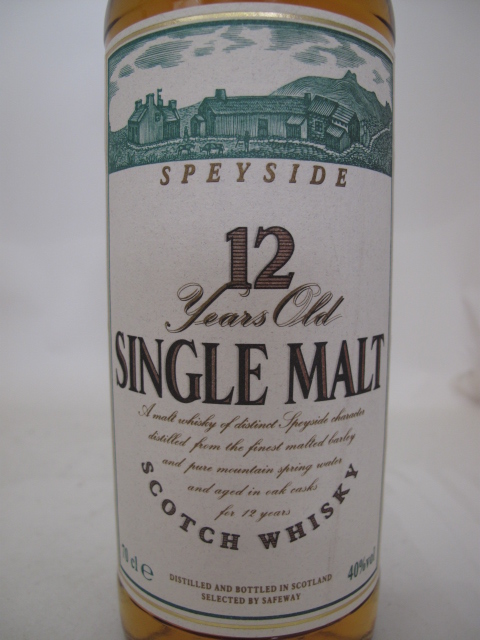 SPEYSIDE
12
Years Old
SINGLE MALT
A malt whisky of distinct Speyside character
distilled from the finest malted barley
and pure mountain spring water
and aged in oak casks
for 12 years
SCOTCH WHISKY
70 cl e
40%vol
DISTILLED AND BOTTLED IN SCOTLAND
SELECTED BY SAFEWAY